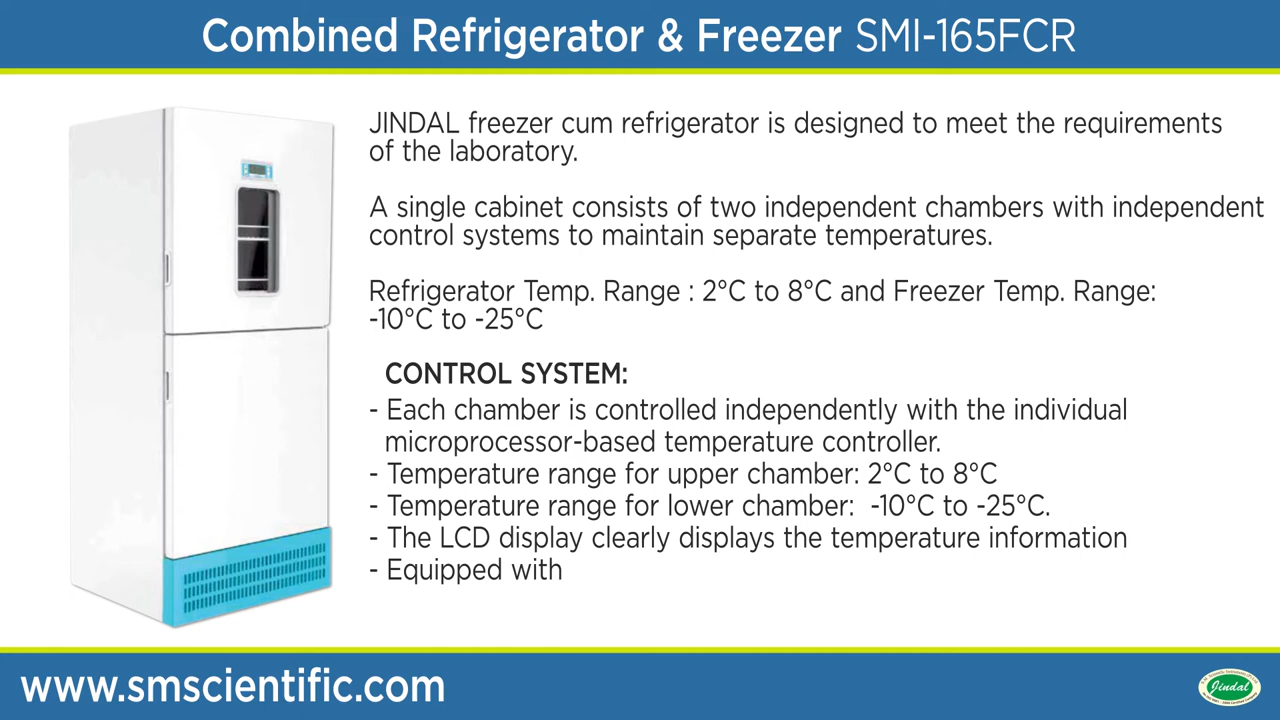 Combined Refrigerator & Freezer SMI-165FCR
JINDAL freezer cum refrigerator is designed to meet the requirements
of the laboratory.
A single cabinet consists of two independent chambers with independent
control systems to maintain separate temperatures.
Refrigerator Temp. Range : 2°C to 8°C and Freezer Temp. Range:
-10°C to -25°C
CONTROL SYSTEM:
- Each chamber is controlled independently with the individual
microprocessor-based temperature controller.
- Temperature range for upper chamber: 2°C to 8°C
- Temperature range for lower chamber: -10°C to -25°C.
- The LCD display clearly displays the temperature information
- Equipped with
www.smscientific.com
Jindal